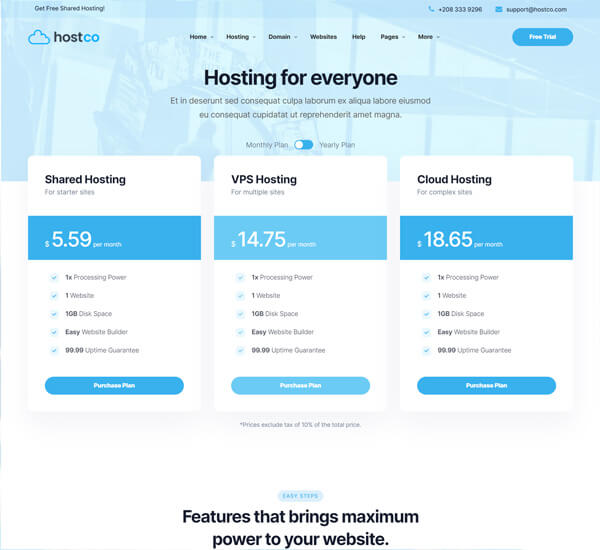 Get Free Shared Hosting!
+208 333 9296
support@hostco.com
hostco
Home
Hosting
Domain
Websites
Help
Pages
More
Free Trial
Hosting for everyone
Et in deserunt sed consequat culpa laborum ex aliqua labore eiusmod
eu consequat cupidatat ut reprehenderit amet magna.
Monthly Plan
Yearly Plan
Shared Hosting
For starter sites
$ 5.59 per month
1x Processing Power
1 Website
1GB Disk Space
Easy Website Builder
99.99 Uptime Guarantee
Purchase Plan
VPS Hosting
For multiple sites
$ 14.75 per month
1x Processing Power
1 Website
1GB Disk Space
Easy Website Builder
99.99 Uptime Guarantee
Purchase Plan
Cloud Hosting
For complex sites
$ 18.65 per month
1x Processing Power
1 Website
1GB Disk Space
Easy Website Builder
99.99 Uptime Guarantee
Purchase Plan
*Prices exclude tax of 10% of the total price.
EASY STEPS
Features that brings maximum
power to your website.